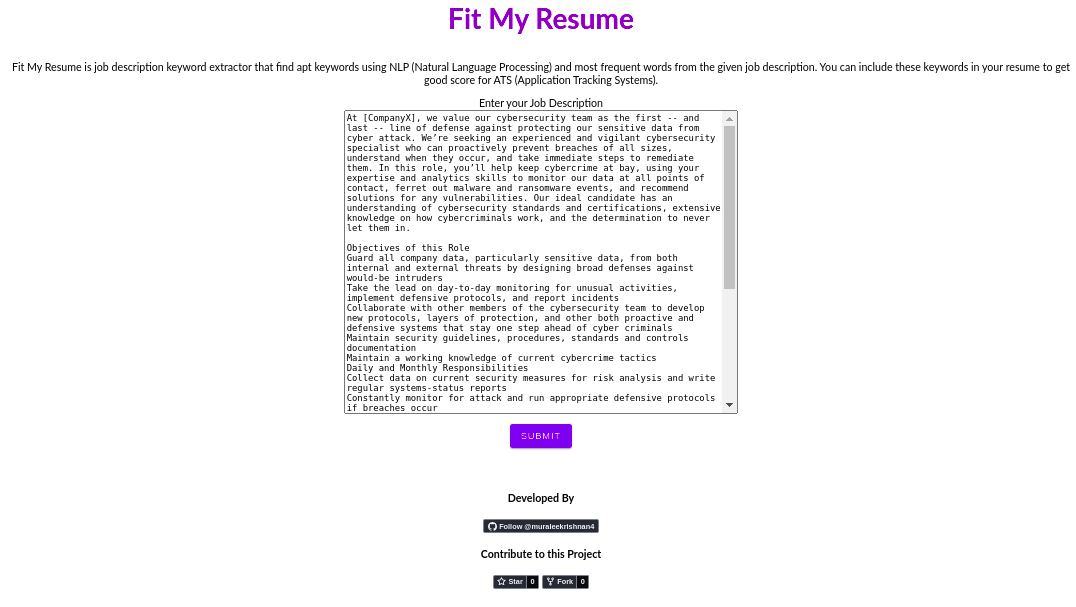 Fit My Resume
Fit My Resume is job description keyword extractor that find apt keywords using NLP (Natural Language Processing) and most frequent words from the given job description. You can include these keywords in your resume to get
good score for ATS (Application Tracking Systems).
Enter your Job Description
At [CompanyX], we value our cybersecurity team as the first -- and
last -- line of defense against protecting our sensitive data from
cyber attack. We’re seeking an experienced and vigilant cybersecurity
specialist who can proactively prevent breaches of all sizes,
understand when they occur, and take immediate steps to remediate
them. In this role, you’ll help keep cybercrime at bay, using your
expertise and analytics skills to monitor our data at all points of
contact, ferret out malware and ransomware events, and recommend
solutions for any vulnerabilities. Our ideal candidate has an
understanding of cybersecurity standards and certifications, extensive
knowledge on how cybercriminals work, and the determination to never
let them in.
Objectives of this Role
Guard all company data, particularly sensitive data, from both
internal and external threats by designing broad defenses against
would-be intruders
Take the lead on day-to-day monitoring for unusual activities,
implement defensive protocols, and report incidents
Collaborate with other members of the cybersecurity team to develop
new protocols, layers of protection, and other both proactive and
defensive systems that stay one step ahead of cyber criminals
Maintain security guidelines, procedures, standards and controls
documentation
Maintain a working knowledge of current cybercrime tactics
Daily and Monthly Responsibilities
Collect data on current security measures for risk analysis and write
regular systems-status reports
Constantly monitor for attack and run appropriate defensive protocols
if breaches occur
SUBMIT
Developed By
Follow @muraleekrishnan4
Contribute to this Project
Star 0 Fork 0